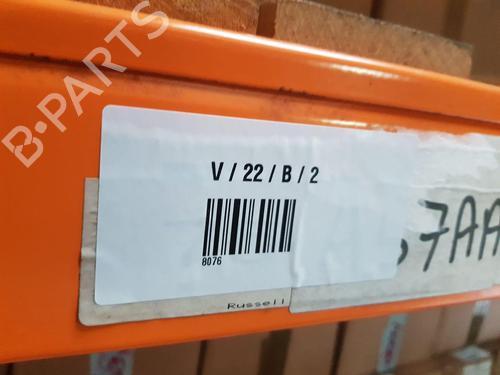 B-PARTS
V / 22 / B / 2
8076
7AA
Russell